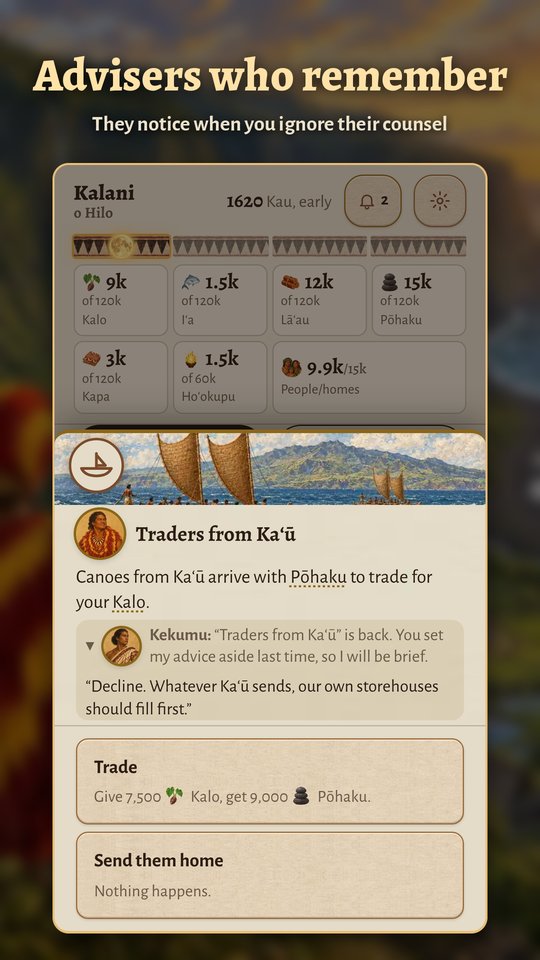 Advisers who remember
They notice when you ignore their counsel
Kalani
o Hilo
1620 Kau, early
2
9k
of 120k
Kalo
1.5k
of 120k
Iʻa
12k
of 120k
Lāʻau
15k
of 120k
Pōhaku
3k
of 120k
Kapa
1.5k
of 60k
Hoʻokupu
9.9k/15k
People/homes
Traders from Kaʻū
Canoes from Kaʻū arrive with Pōhaku to trade for
your Kalo.
Kekumu: “Traders from Kaʻū” is back. You set
my advice aside last time, so I will be brief.
“Decline. Whatever Kaʻū sends, our own storehouses
should fill first.”
Trade
Give 7,500 Kalo, get 9,000 Pōhaku.
Send them home
Nothing happens.